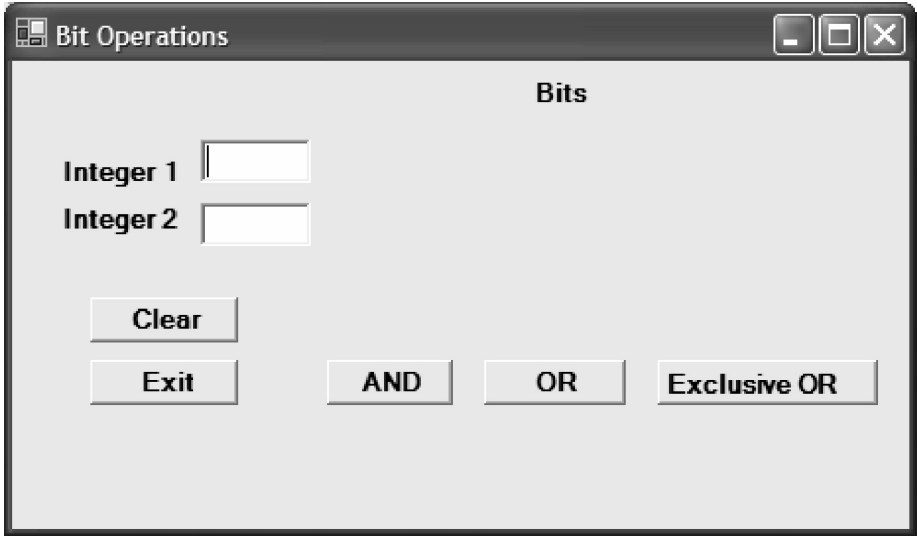 Bit Operations
Bits
Integer 1
Integer 2
Clear
Exit AND OR Exclusive OR